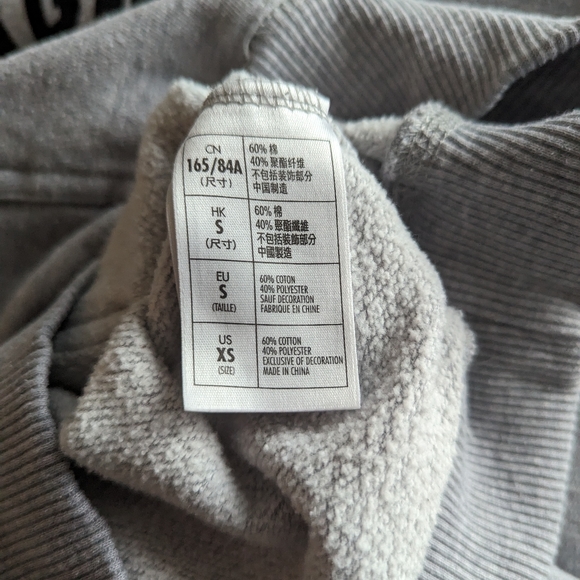 CN
165/84A
(尺寸)
60% 棉
40% 聚酯纤维
不包括装饰部分
中国制造
HK
S
(尺寸)
60% 棉
40% 聚酯纖維
不包括裝飾部分
中國製造
EU
S
(TAILLE)
60% COTON
40% POLYESTER
SAUF DECORATION
FABRIQUE EN CHINE
US
XS
(SIZE)
60% COTTON
40% POLYESTER
EXCLUSIVE OF DECORATION
MADE IN CHINA